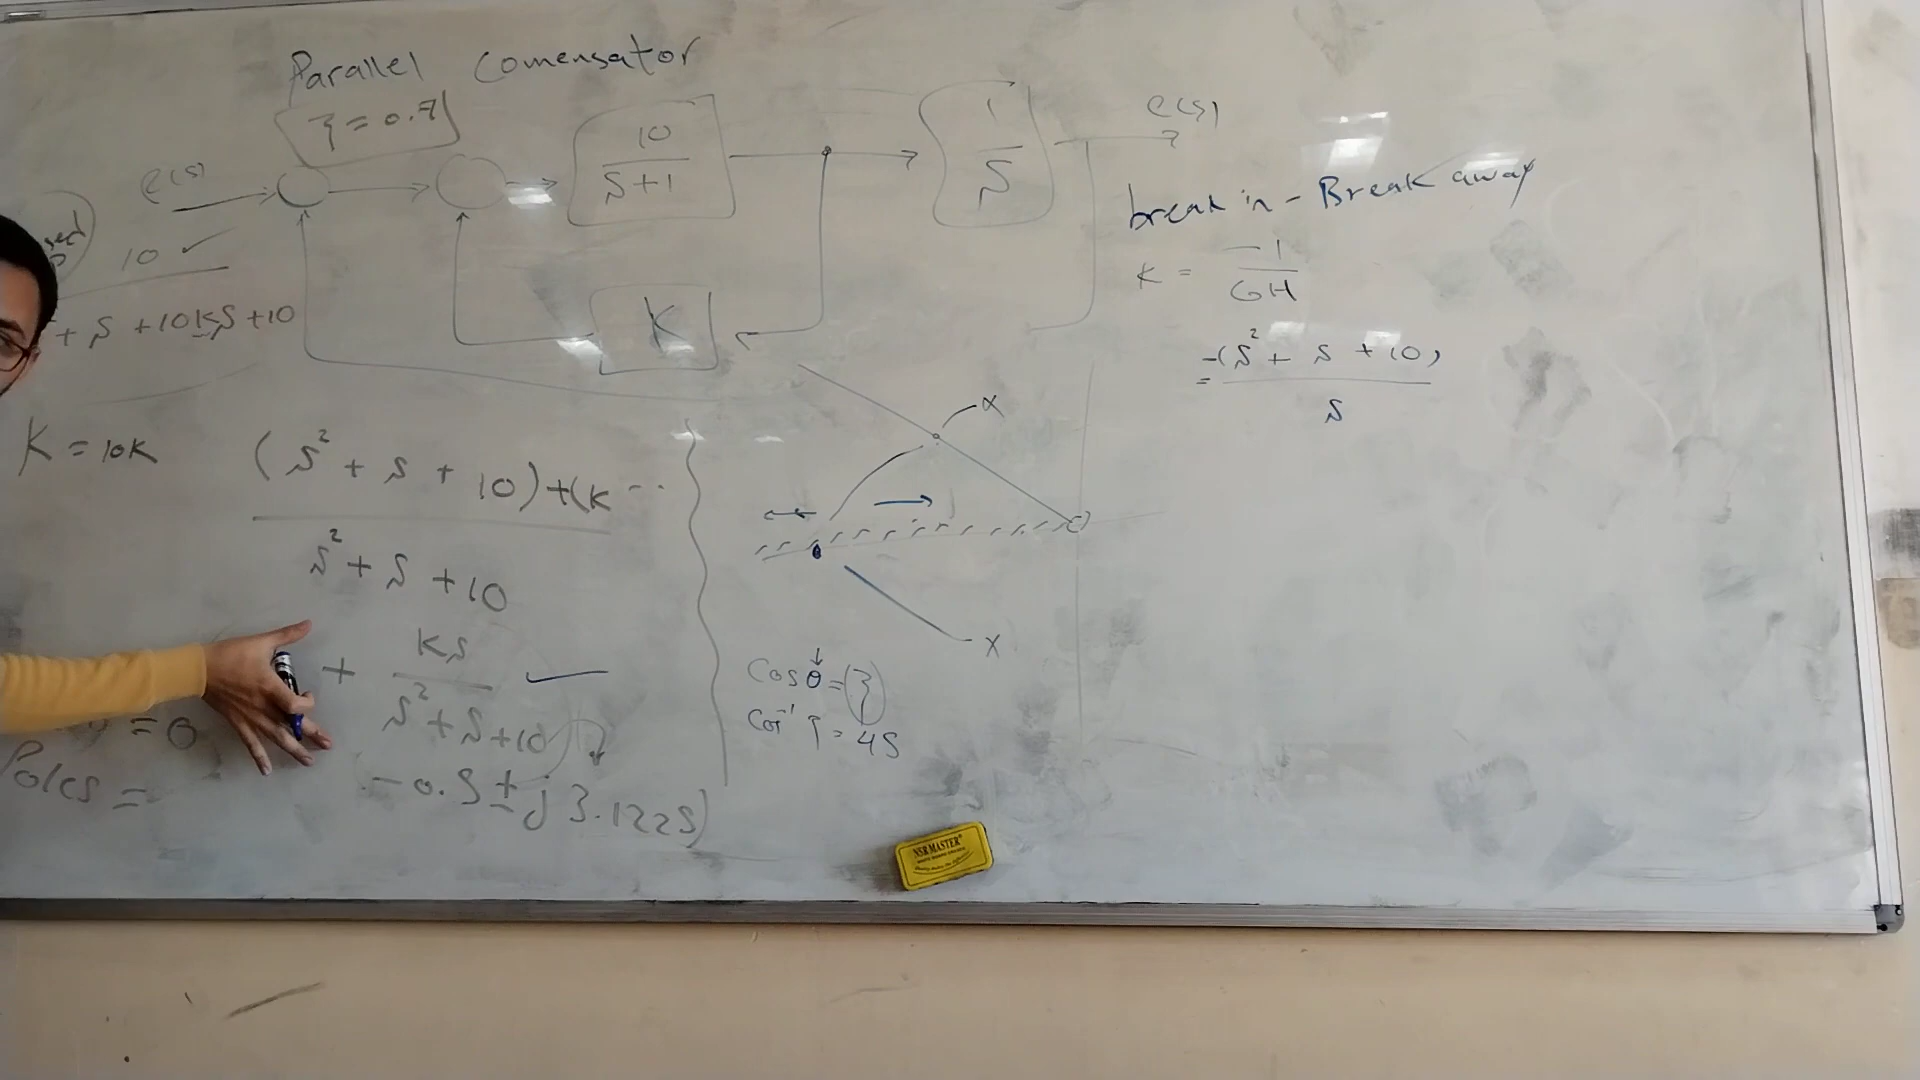 Parallel Comensator
ζ = 0.7
10
S+1
1
S
C(S)
K
10 ✓
+ S + 10KS + 10
K = 10K
(S² + S + 10) + (K ..
S² + S + 10
+ KS
S² + S + 10
= 0
Poles =
- 0.5 ± j 3.1225)
x
x
Cos θ = ζ
Cos⁻¹ ζ = 45
break in - Break away
K = -1
GH
= -(S² + S + 10)
S
NSR MASTER